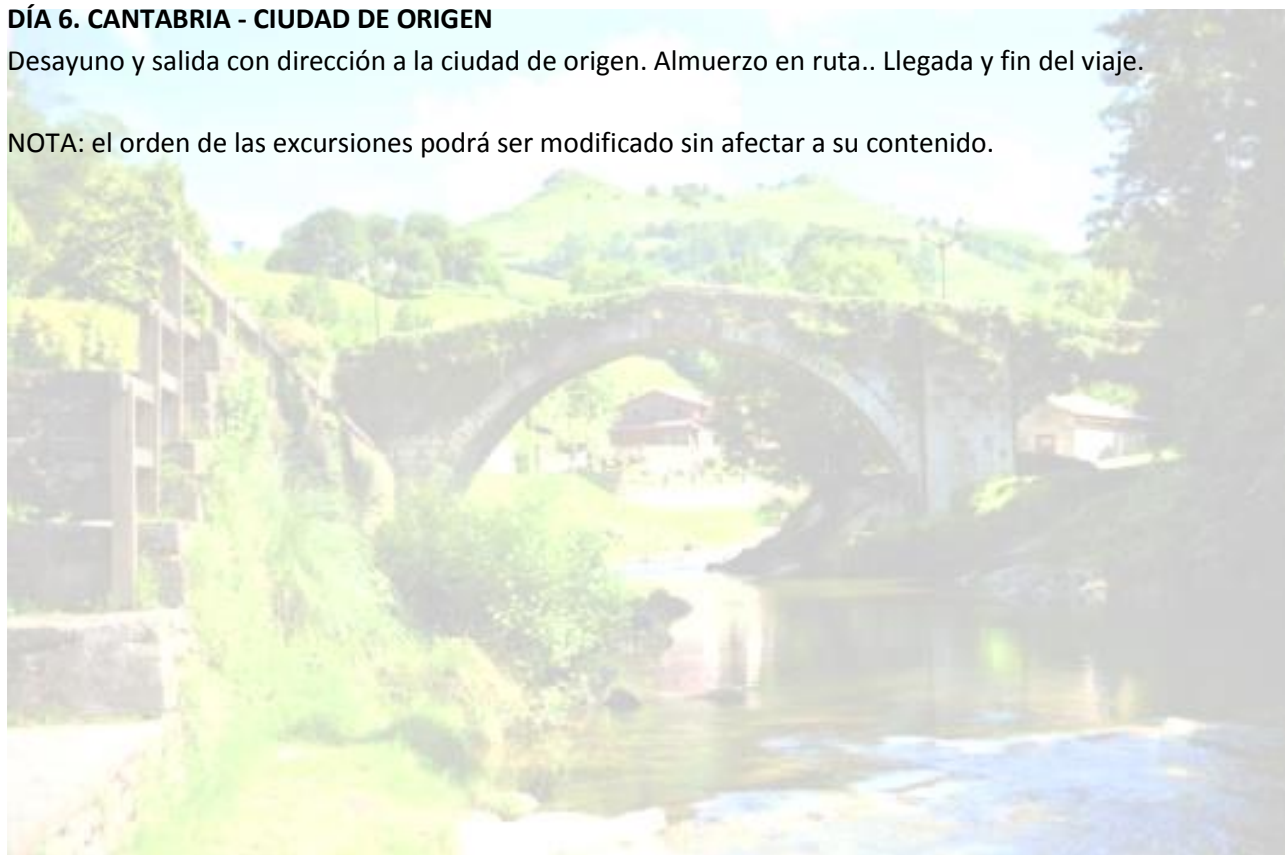 DÍA 6. CANTABRIA - CIUDAD DE ORIGEN
Desayuno y salida con dirección a la ciudad de origen. Almuerzo en ruta.. Llegada y fin del viaje.
NOTA: el orden de las excursiones podrá ser modificado sin afectar a su contenido.